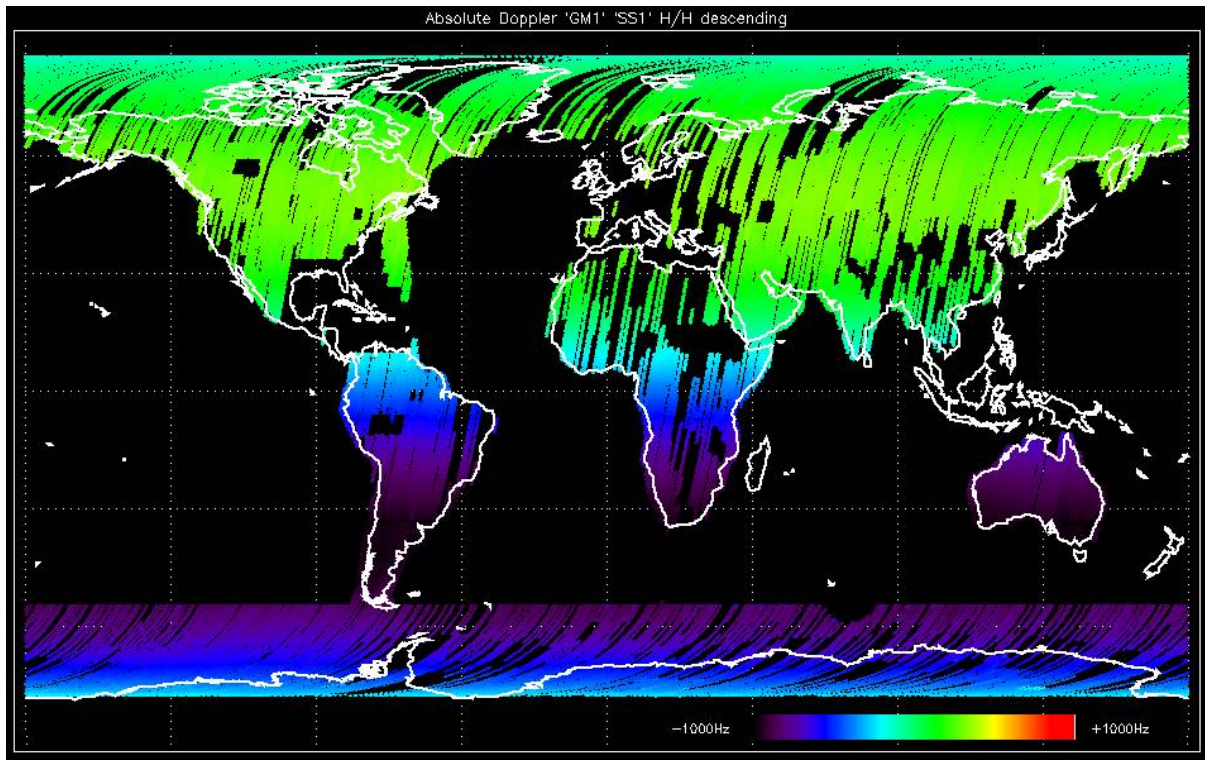 Absolute Doppler 'GM1' 'SS1' H/H descending
−1000Hz +1000Hz